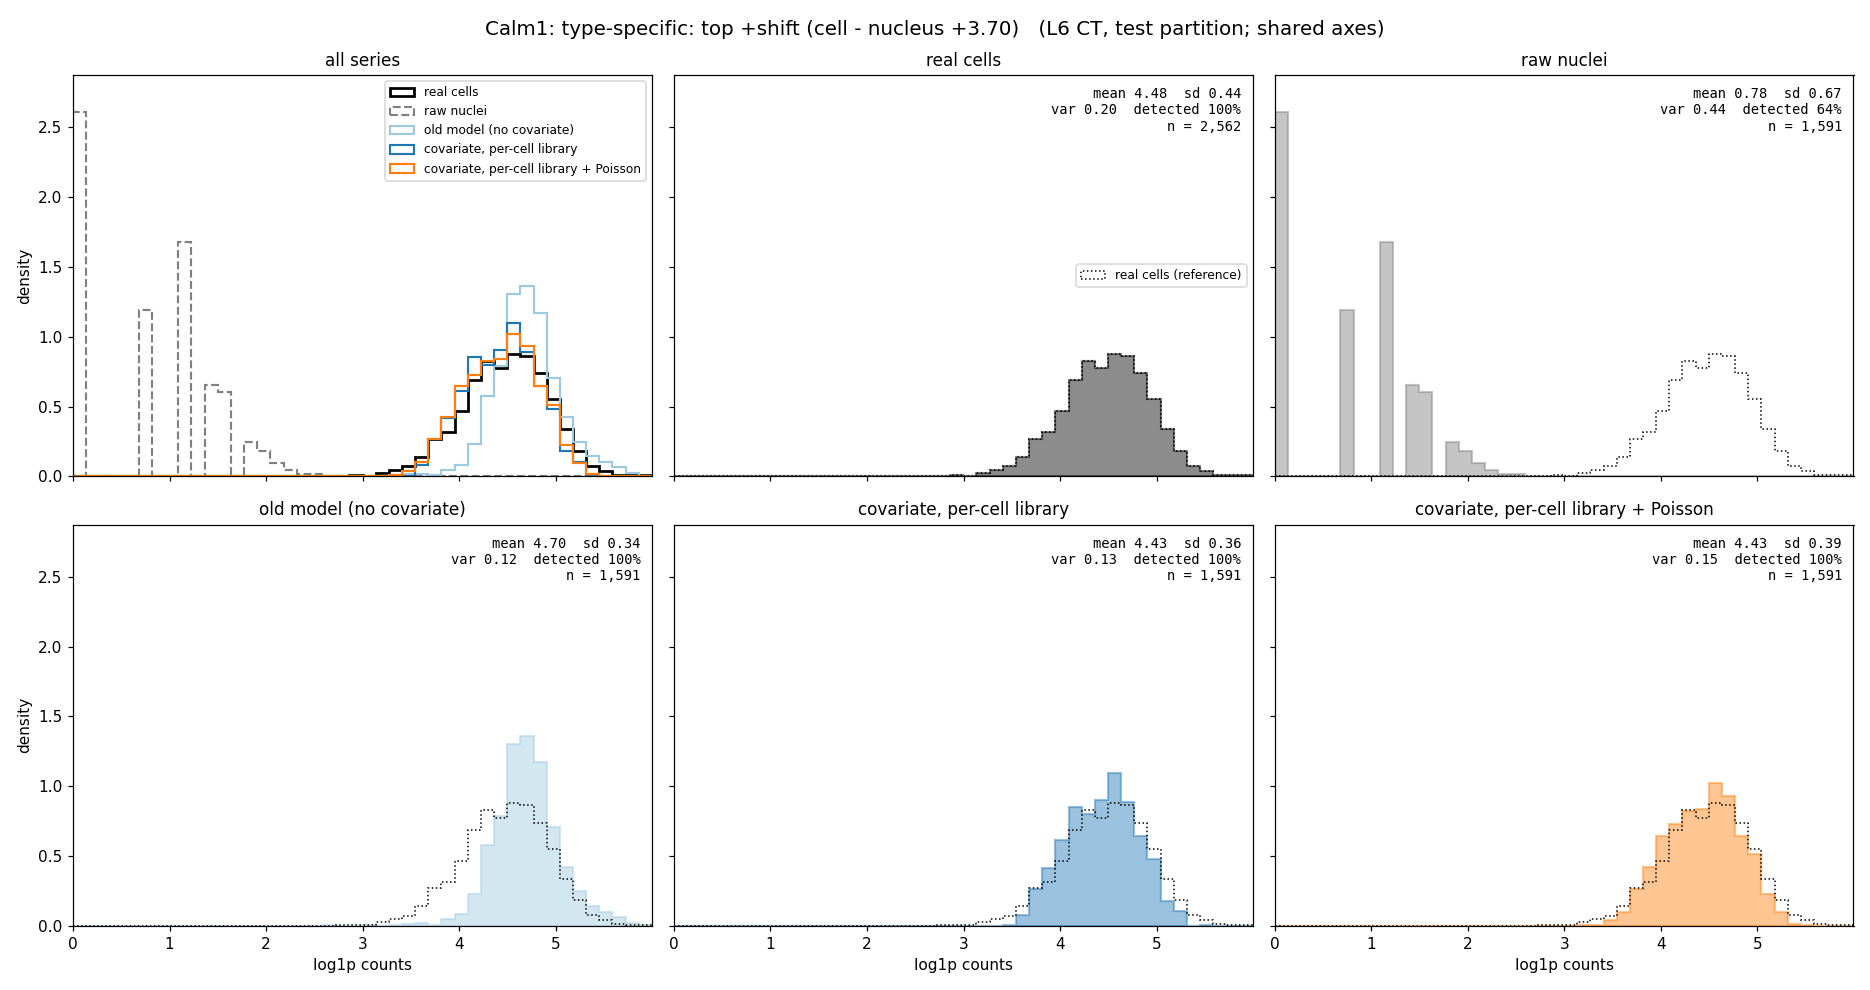 Calm1: type-specific: top +shift (cell - nucleus +3.70)   (L6 CT, test partition; shared axes)
all series
real cells
raw nuclei
old model (no covariate)
covariate, per-cell library
covariate, per-cell library + Poisson
density
2.5
2.0
1.5
1.0
0.5
0.0
real cells
mean 4.48  sd 0.44
var 0.20  detected 100%
n = 2,562
real cells (reference)
raw nuclei
mean 0.78  sd 0.67
var 0.44  detected 64%
n = 1,591
old model (no covariate)
mean 4.70  sd 0.34
var 0.12  detected 100%
n = 1,591
density
2.5
2.0
1.5
1.0
0.5
0.0
0 1 2 3 4 5
log1p counts
covariate, per-cell library
mean 4.43  sd 0.36
var 0.13  detected 100%
n = 1,591
0 1 2 3 4 5
log1p counts
covariate, per-cell library + Poisson
mean 4.43  sd 0.39
var 0.15  detected 100%
n = 1,591
0 1 2 3 4 5
log1p counts